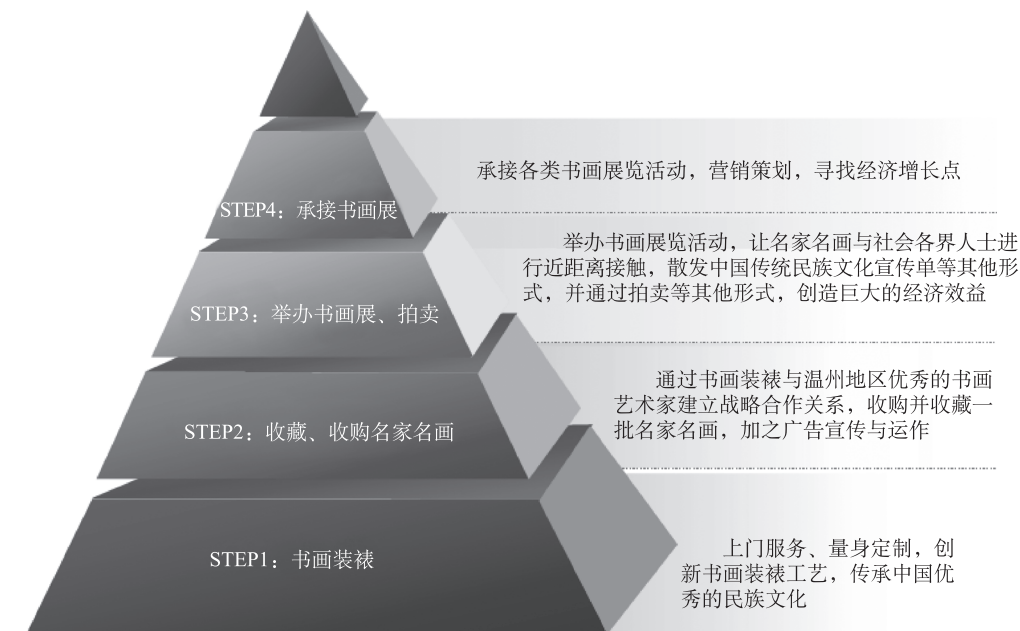 承接各类书画展览活动，营销策划，寻找经济增长点
STEP4：承接书画展
举办书画展览活动，让名家名画与社会各界人士进
行近距离接触，散发中国传统民族文化宣传单等其他形
式，并通过拍卖等其他形式，创造巨大的经济效益
STEP3：举办书画展、拍卖
通过书画装裱与温州地区优秀的书画
艺术家建立战略合作关系，收购并收藏一
批名家名画，加之广告宣传与运作
STEP2：收藏、收购名家名画
上门服务、量身定制，创
新书画装裱工艺，传承中国优
秀的民族文化
STEP1：书画装裱